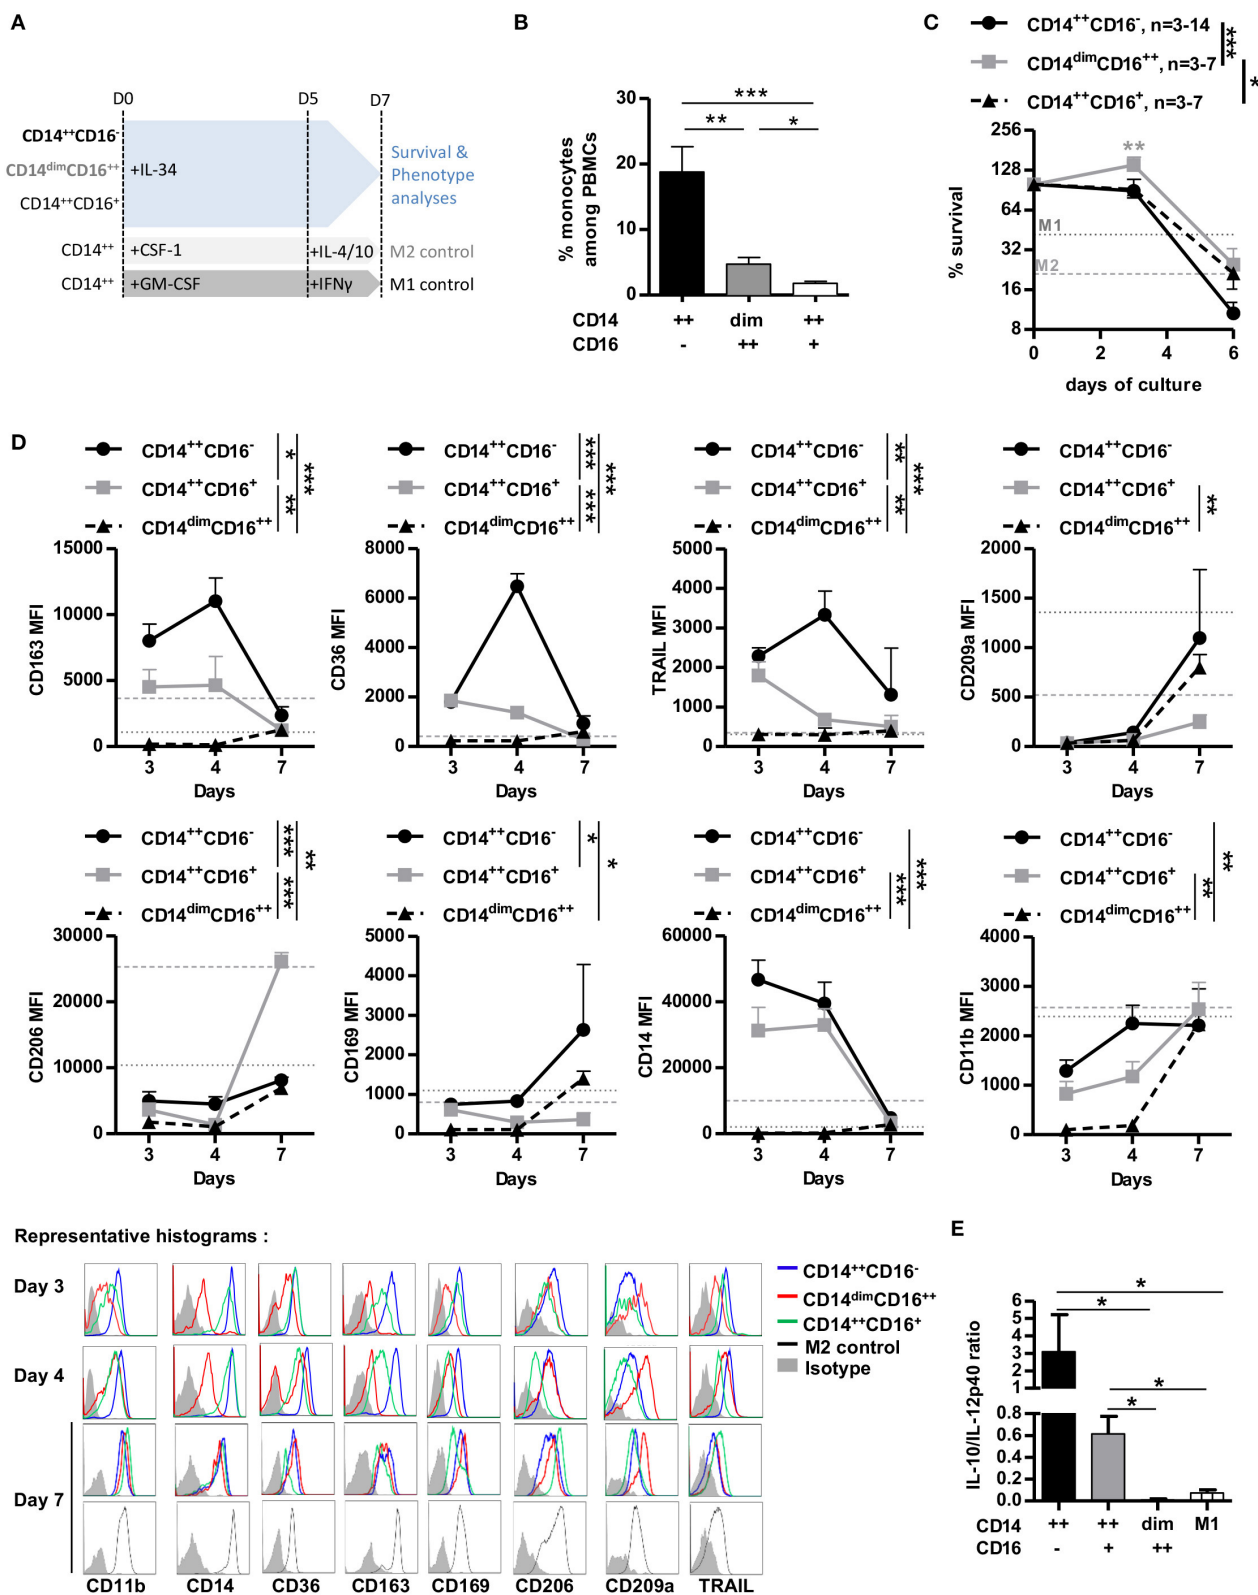 A
D0 D5 D7
CD14++CD16-
CD14dimCD16++
CD14++CD16+
+IL-34
Survival &
Phenotype
analyses
CD14++ +CSF-1 +IL-4/10 M2 control
CD14++ +GM-CSF +IFNγ M1 control
B
% monocytes
among PBMCs
30
20
10
0
***
** *
CD14 ++ dim ++
CD16 - ++ +
C
CD14++CD16-, n=3-14
CD14dimCD16++, n=3-7
CD14++CD16+, n=3-7
***
*
% survival
256
128
64
32
16
8
**
M1
M2
0 2 4 6
days of culture
D
CD14++CD16-
CD14++CD16+
CD14dimCD16++
* ** ***
CD163 MFI
15000
10000
5000
0
3 4 7
Days
CD14++CD16-
CD14++CD16+
CD14dimCD16++
*** *** ***
CD36 MFI
8000
6000
4000
2000
0
3 4 7
Days
CD14++CD16-
CD14++CD16+
CD14dimCD16++
** ** ***
TRAIL MFI
5000
4000
3000
2000
1000
0
3 4 7
Days
CD14++CD16-
CD14++CD16+
CD14dimCD16++
**
CD209a MFI
2000
1500
1000
500
0
3 4 7
Days
CD14++CD16-
CD14++CD16+
CD14dimCD16++
*** *** **
CD206 MFI
30000
20000
10000
0
3 4 7
Days
CD14++CD16-
CD14++CD16+
CD14dimCD16++
* *
CD169 MFI
5000
4000
3000
2000
1000
0
3 4 7
Days
CD14++CD16-
CD14++CD16+
CD14dimCD16++
*** ***
CD14 MFI
60000
40000
20000
0
3 4 7
Days
CD14++CD16-
CD14++CD16+
CD14dimCD16++
** **
CD11b MFI
4000
3000
2000
1000
0
3 4 7
Days
Representative histograms :
Day 3
Day 4
Day 7
CD14++CD16-
CD14dimCD16++
CD14++CD16+
M2 control
Isotype
CD11b CD14 CD36 CD163 CD169 CD206 CD209a TRAIL
E
IL-10/IL-12p40 ratio
6
5
4
3
2
1
0.8
0.6
0.4
0.2
0.0
*
*
*
*
CD14 ++ ++ dim M1
CD16 - + ++